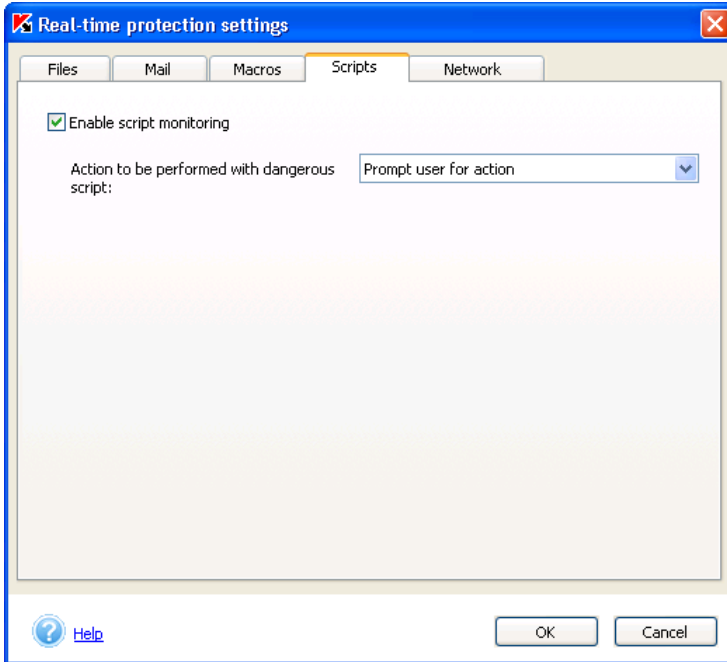 Real-time protection settings
Files Mail Macros Scripts Network
Enable script monitoring
Action to be performed with dangerous Prompt user for action
script:
Help OK Cancel